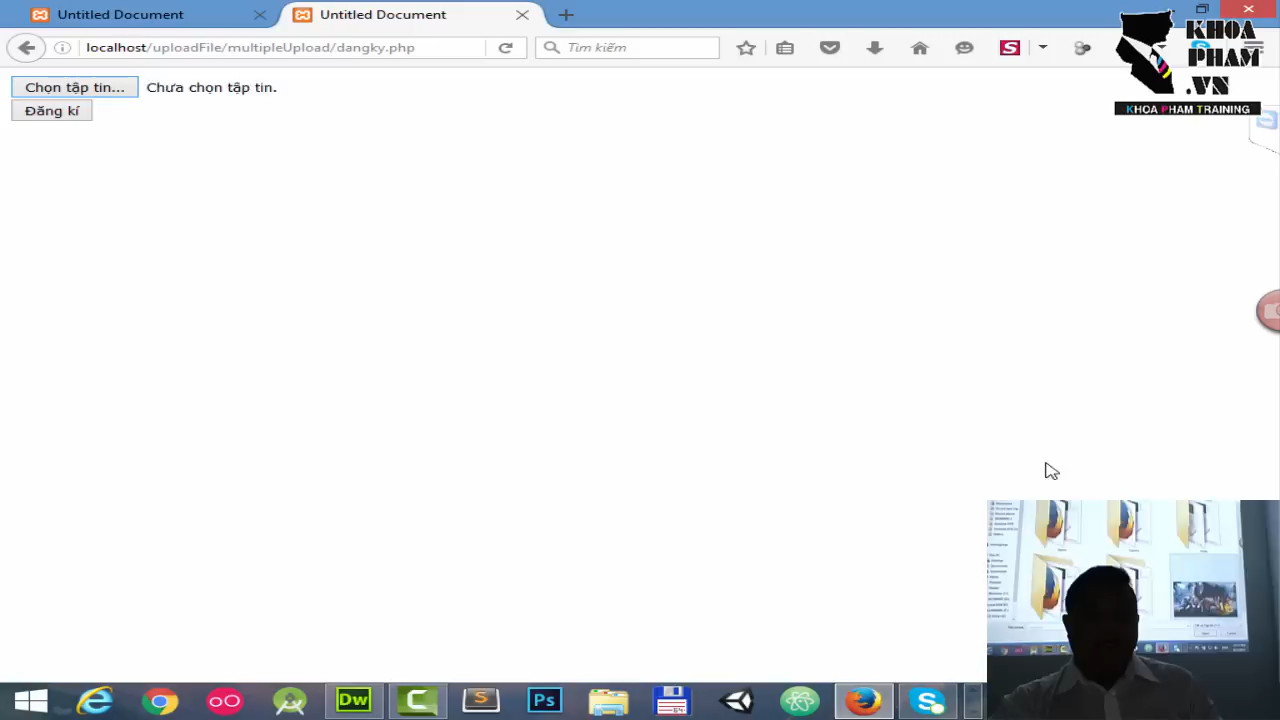 Untitled Document
Untitled Document
localhost/uploadFile/multipleUpload/dangky.php
Tìm kiếm
S
Chọn tập tin...
Chưa chọn tập tin.
Đăng kí
KHOA
PHAM
.VN
KHOA PHAM TRAINING
Dw
C
S
Ps
64
S